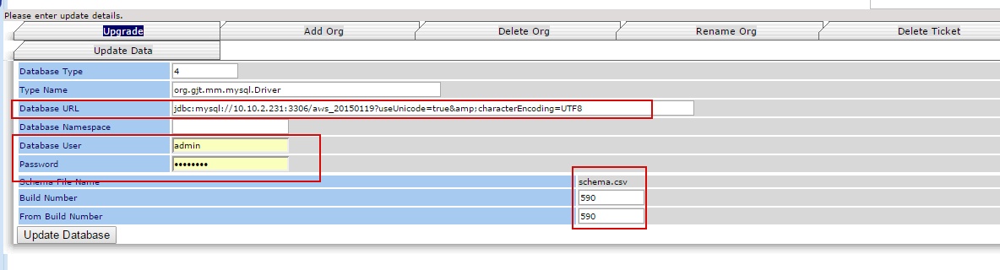 Please enter update details.
Upgrade Add Org Delete Org Rename Org Delete Ticket
Update Data
Database Type 4
Type Name org.gjt.mm.mysql.Driver
Database URL jdbc:mysql://10.10.2.231:3306/aws_20150119?useUnicode=true&amp;characterEncoding=UTF8
Database Namespace
Database User admin
Password ••••••••
Schema File Name schema.csv
Build Number 590
From Build Number 590
Update Database